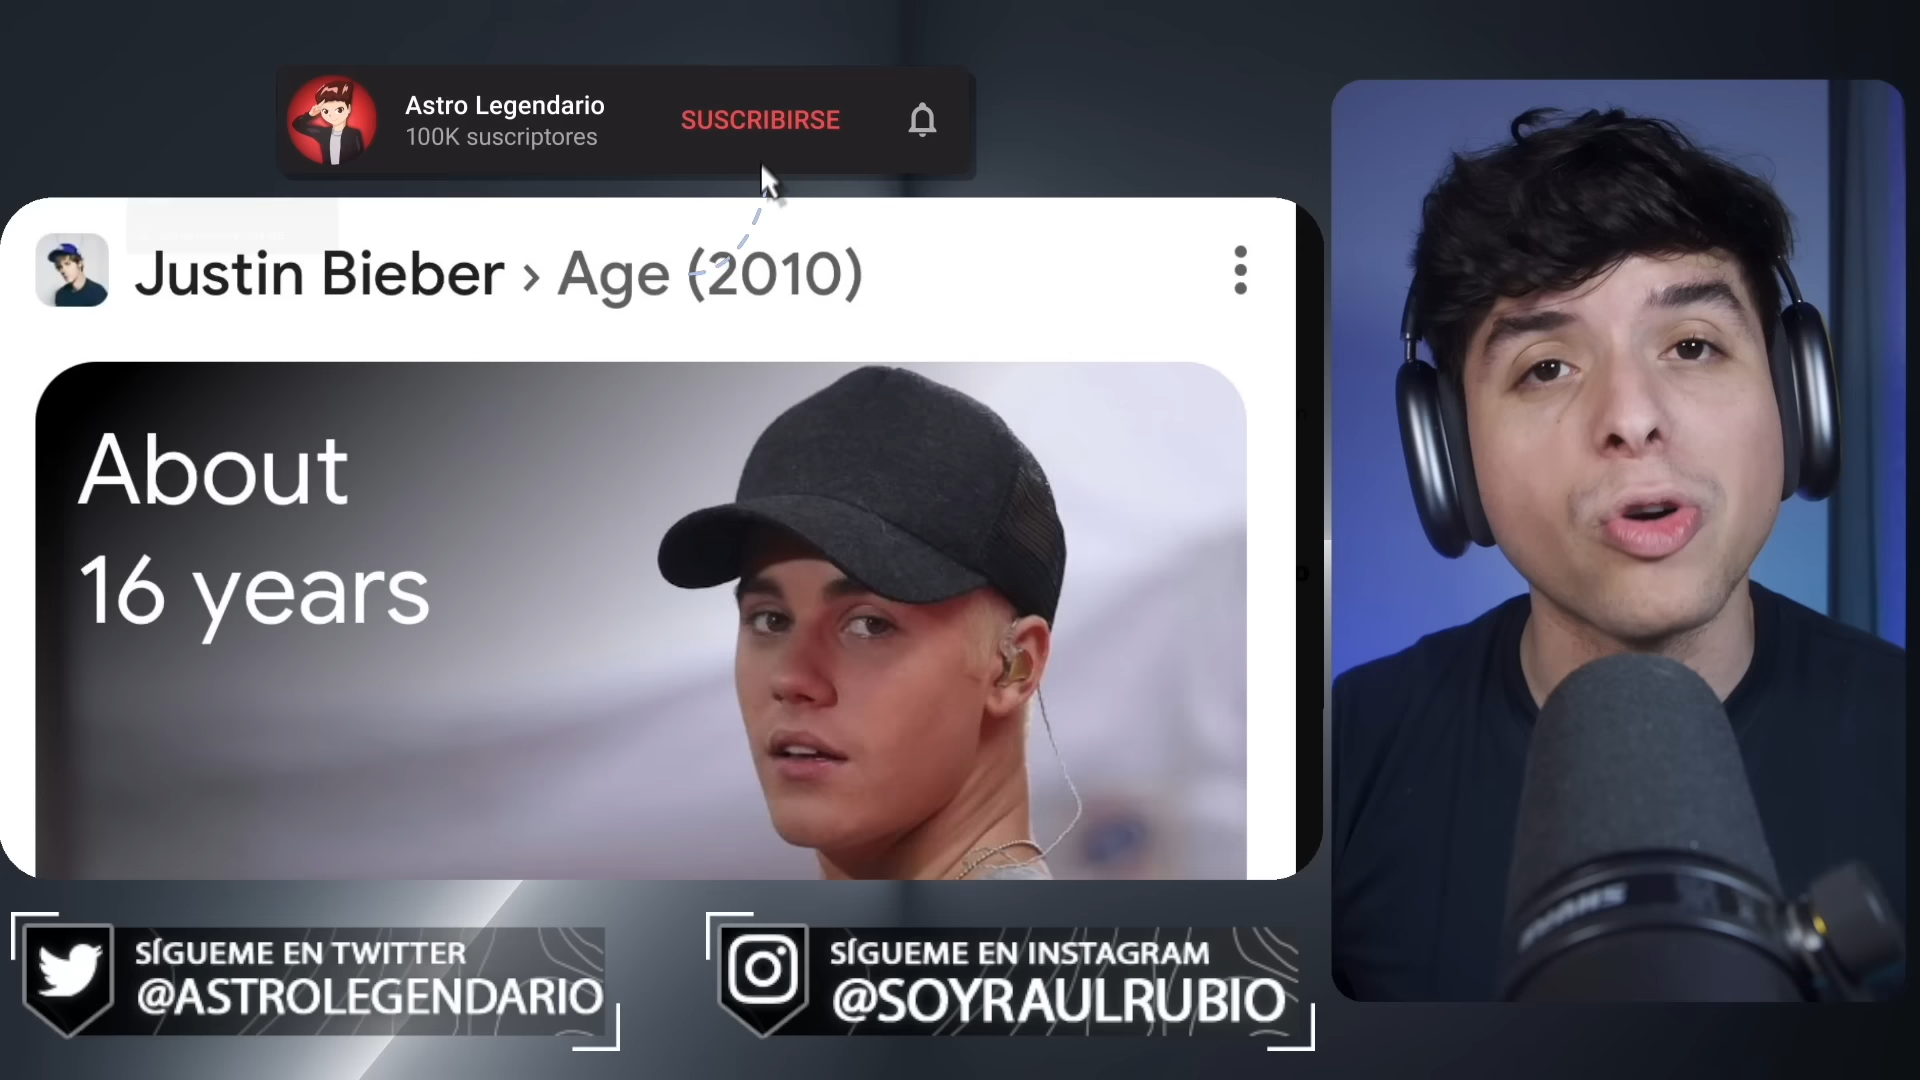 Astro Legendario
100K suscriptores
SUSCRIBIRSE
Justin Bieber › Age (2010)
About
16 years
SÍGUEME EN TWITTER
@ASTROLEGENDARIO
SÍGUEME EN INSTAGRAM
@SOYRAULRUBIO